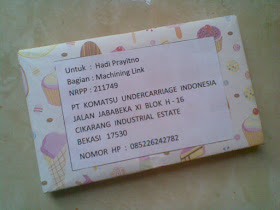 Untuk : Hadi Prayitno
Bagian : Machining Link
NRPP : 211749
PT KOMATSU UNDERCARRIAGE INDONESIA
JALAN JABABEKA XI BLOK H - 16
CIKARANG INDUSTRIAL ESTATE
BEKASI 17530
NOMOR HP : 085226242782